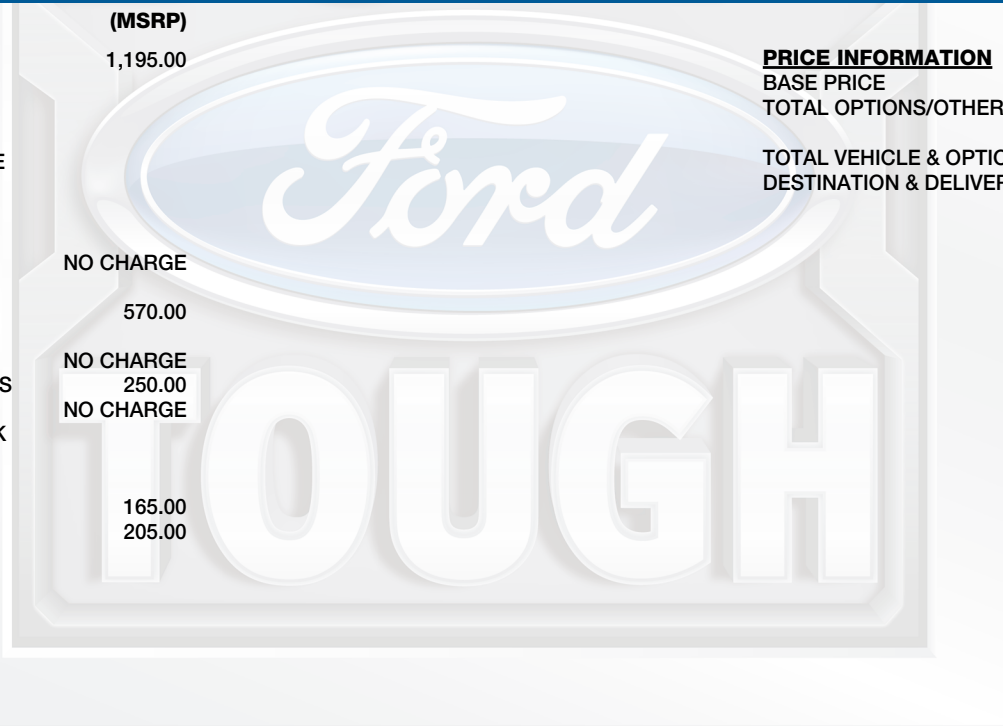 (MSRP)
1,195.00
E
NO CHARGE
570.00
NO CHARGE
S 250.00
NO CHARGE
K
165.00
205.00
PRICE INFORMATION
BASE PRICE
TOTAL OPTIONS/OTHER
TOTAL VEHICLE & OPTIO
DESTINATION & DELIVER
Ford
TOUGH